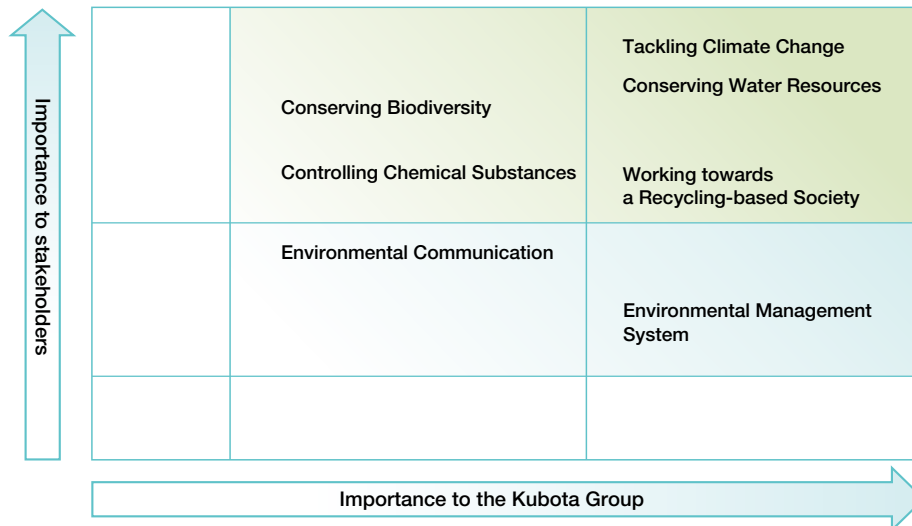 Importance to stakeholders
Tackling Climate Change
Conserving Water Resources
Conserving Biodiversity
Controlling Chemical Substances
Working towards
a Recycling-based Society
Environmental Communication
Environmental Management
System
Importance to the Kubota Group